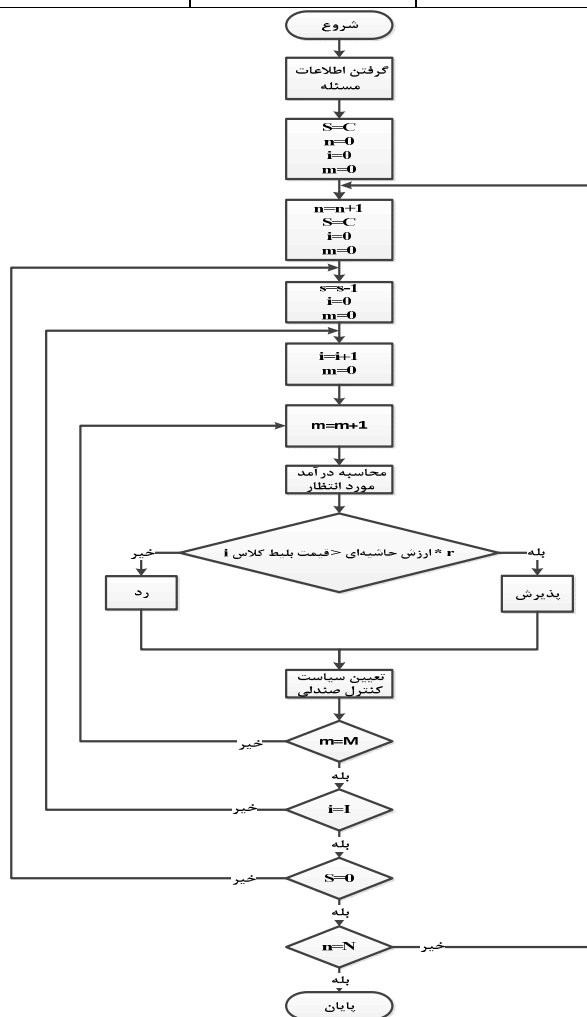 شروع
گرفتن اطلاعات
مسئله
S=C
n=0
i=0
m=0
n=n+1
S=C
i=0
m=0
s=s-1
i=0
m=0
i=i+1
m=0
m=m+1
محاسبه درآمد
مورد انتظار
r * ارزش حاشیه‌ای < قیمت بلیط کلاس i
بله
خیر
پذیرش
رد
تعیین سیاست
کنترل صندلی
m=M
خیر
بله
i=I
خیر
بله
S=0
خیر
بله
n=N
خیر
بله
پایان